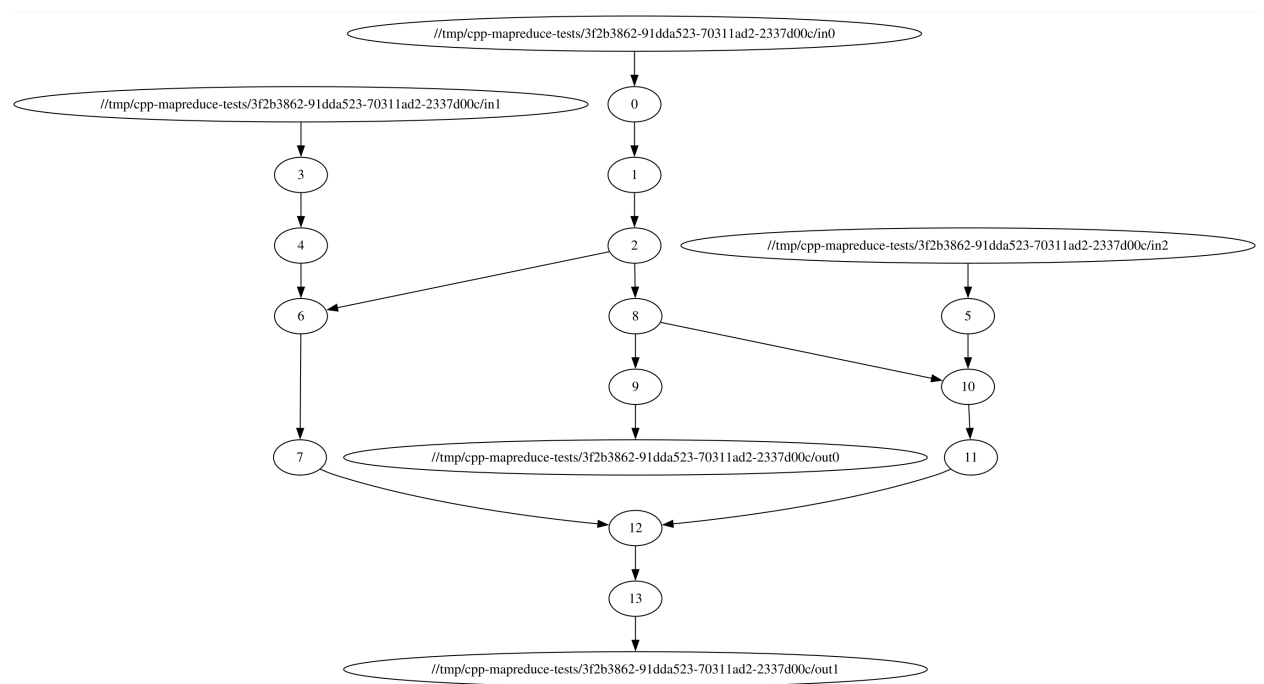 //tmp/cpp-mapreduce-tests/3f2b3862-91dda523-70311ad2-2337d00c/in0
//tmp/cpp-mapreduce-tests/3f2b3862-91dda523-70311ad2-2337d00c/in1
0
3
1
4
2
//tmp/cpp-mapreduce-tests/3f2b3862-91dda523-70311ad2-2337d00c/in2
6
8
5
9
10
7
//tmp/cpp-mapreduce-tests/3f2b3862-91dda523-70311ad2-2337d00c/out0
11
12
13
//tmp/cpp-mapreduce-tests/3f2b3862-91dda523-70311ad2-2337d00c/out1